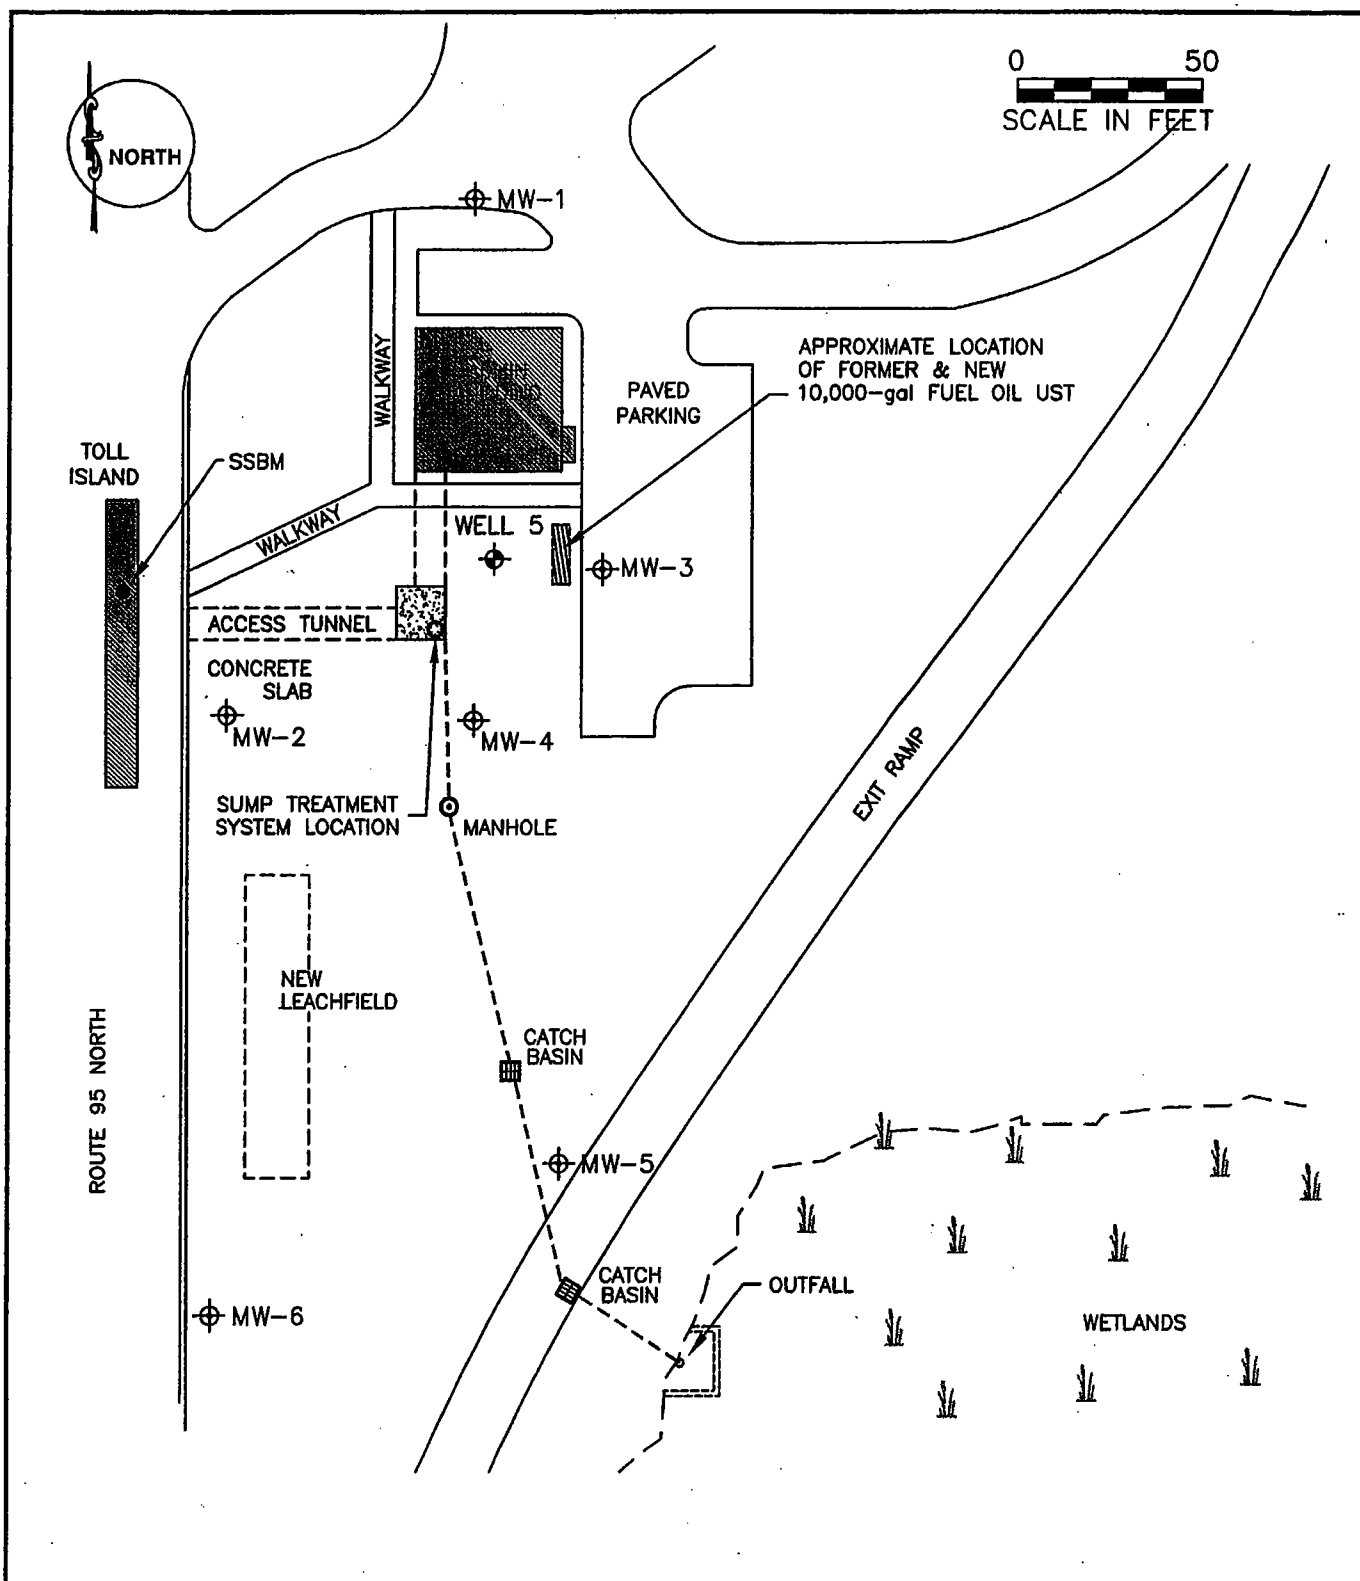 0 50
SCALE IN FEET
NORTH
MW-1
WALKWAY
APPROXIMATE LOCATION
OF FORMER & NEW
10,000-gal FUEL OIL UST
PAVED
PARKING
TOLL
ISLAND
SSBM
WALKWAY
WELL 5
MW-3
ACCESS TUNNEL
CONCRETE
SLAB
MW-2
MW-4
EXIT RAMP
SUMP TREATMENT
SYSTEM LOCATION
MANHOLE
NEW
LEACHFIELD
ROUTE 95 NORTH
CATCH
BASIN
MW-5
CATCH
BASIN
OUTFALL
MW-6
WETLANDS